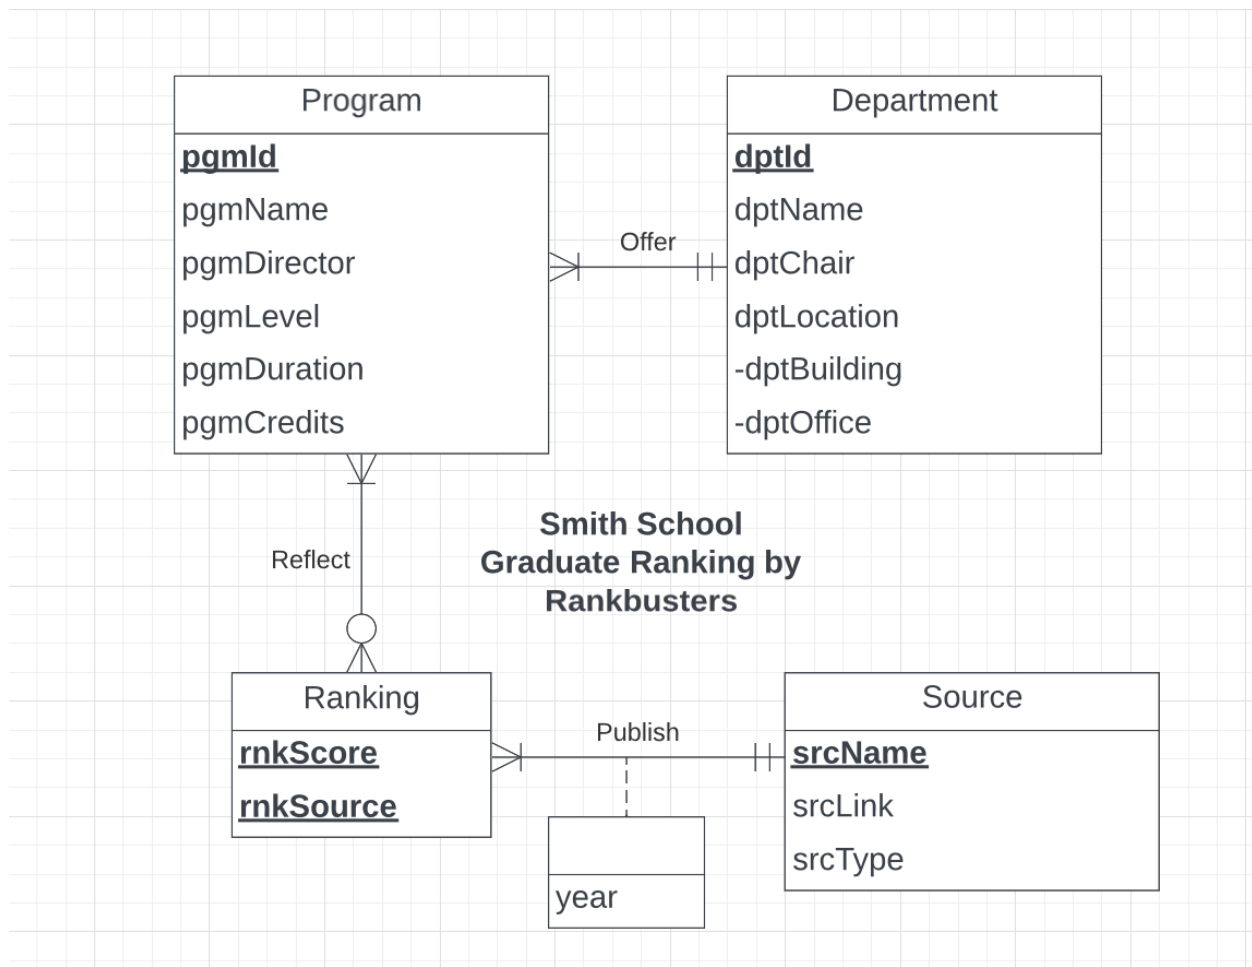 Program
pgmId
pgmName
pgmDirector
pgmLevel
pgmDuration
pgmCredits
Offer
Department
dptId
dptName
dptChair
dptLocation
-dptBuilding
-dptOffice
Reflect
Smith School
Graduate Ranking by
Rankbusters
Ranking
rnkScore
rnkSource
Publish
year
Source
srcName
srcLink
srcType